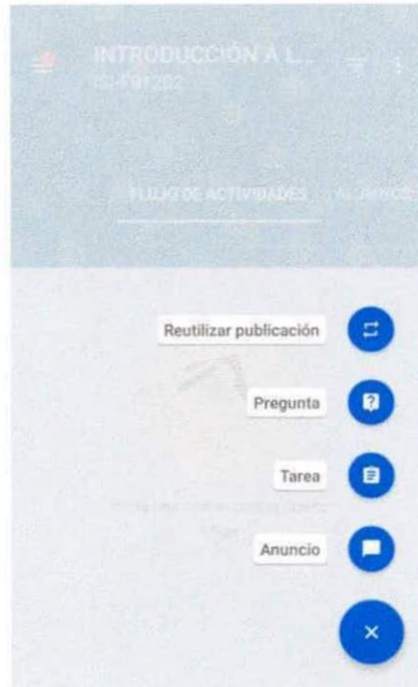 INTRODUCCIÓN A L...
FLUJO DE ACTIVIDADES
Reutilizar publicación
Pregunta
Tarea
Anuncio